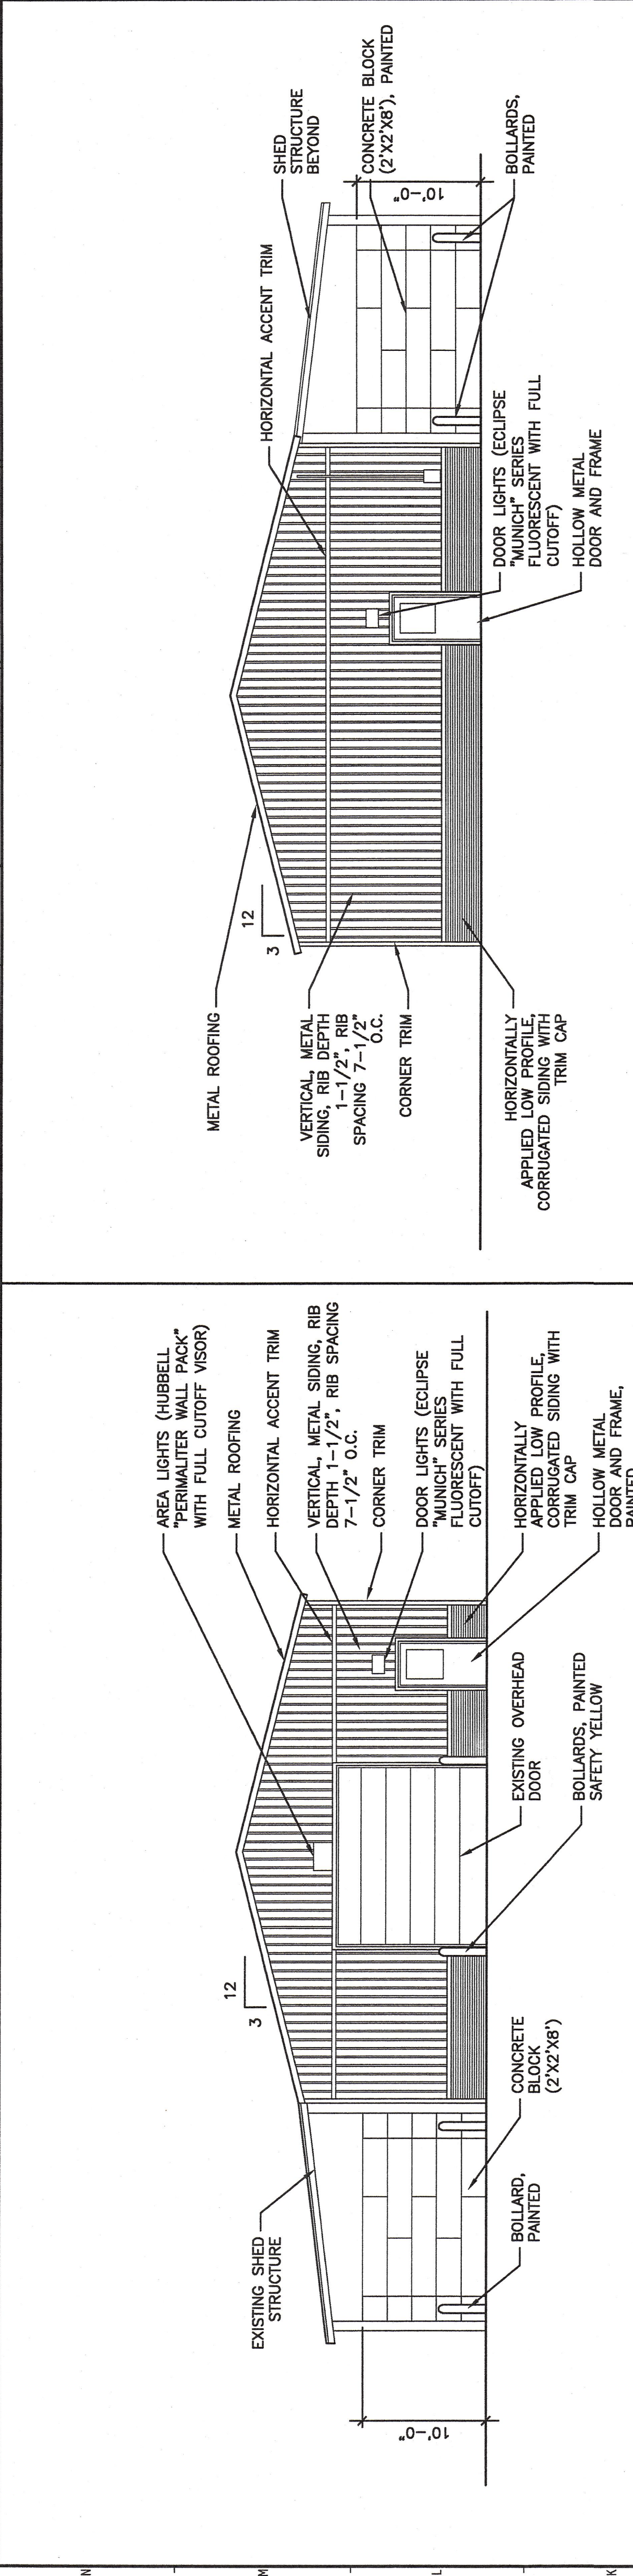 AREA LIGHTS (HUBBELL
"PERIMALITER WALL PACK"
WITH FULL CUTOFF VISOR)
METAL ROOFING
HORIZONTAL ACCENT TRIM
VERTICAL, METAL SIDING, RIB
DEPTH 1-1/2", RIB SPACING
7-1/2" O.C.
CORNER TRIM
DOOR LIGHTS (ECLIPSE
"MUNICH" SERIES
FLUORESCENT WITH FULL
CUTOFF)
HORIZONTALLY
APPLIED LOW PROFILE,
CORRUGATED SIDING WITH
TRIM CAP
HOLLOW METAL
DOOR AND FRAME,
PAINTED
12
3
EXISTING SHED
STRUCTURE
10'-0"
BOLLARD,
PAINTED
CONCRETE
BLOCK
(2'X2'X8')
EXISTING OVERHEAD
DOOR
BOLLARDS, PAINTED
SAFETY YELLOW
METAL ROOFING
12
3
VERTICAL, METAL
SIDING, RIB DEPTH
1-1/2", RIB
SPACING 7-1/2"
O.C.
CORNER TRIM
HORIZONTALLY
APPLIED LOW PROFILE,
CORRUGATED SIDING WITH
TRIM CAP
HORIZONTAL ACCENT TRIM
SHED
STRUCTURE
BEYOND
CONCRETE BLOCK
(2'X2'X8'), PAINTED
10'-0"
BOLLARDS,
PAINTED
DOOR LIGHTS (ECLIPSE
"MUNICH" SERIES
FLUORESCENT WITH FULL
CUTOFF)
HOLLOW METAL
DOOR AND FRAME
N
M
L
K